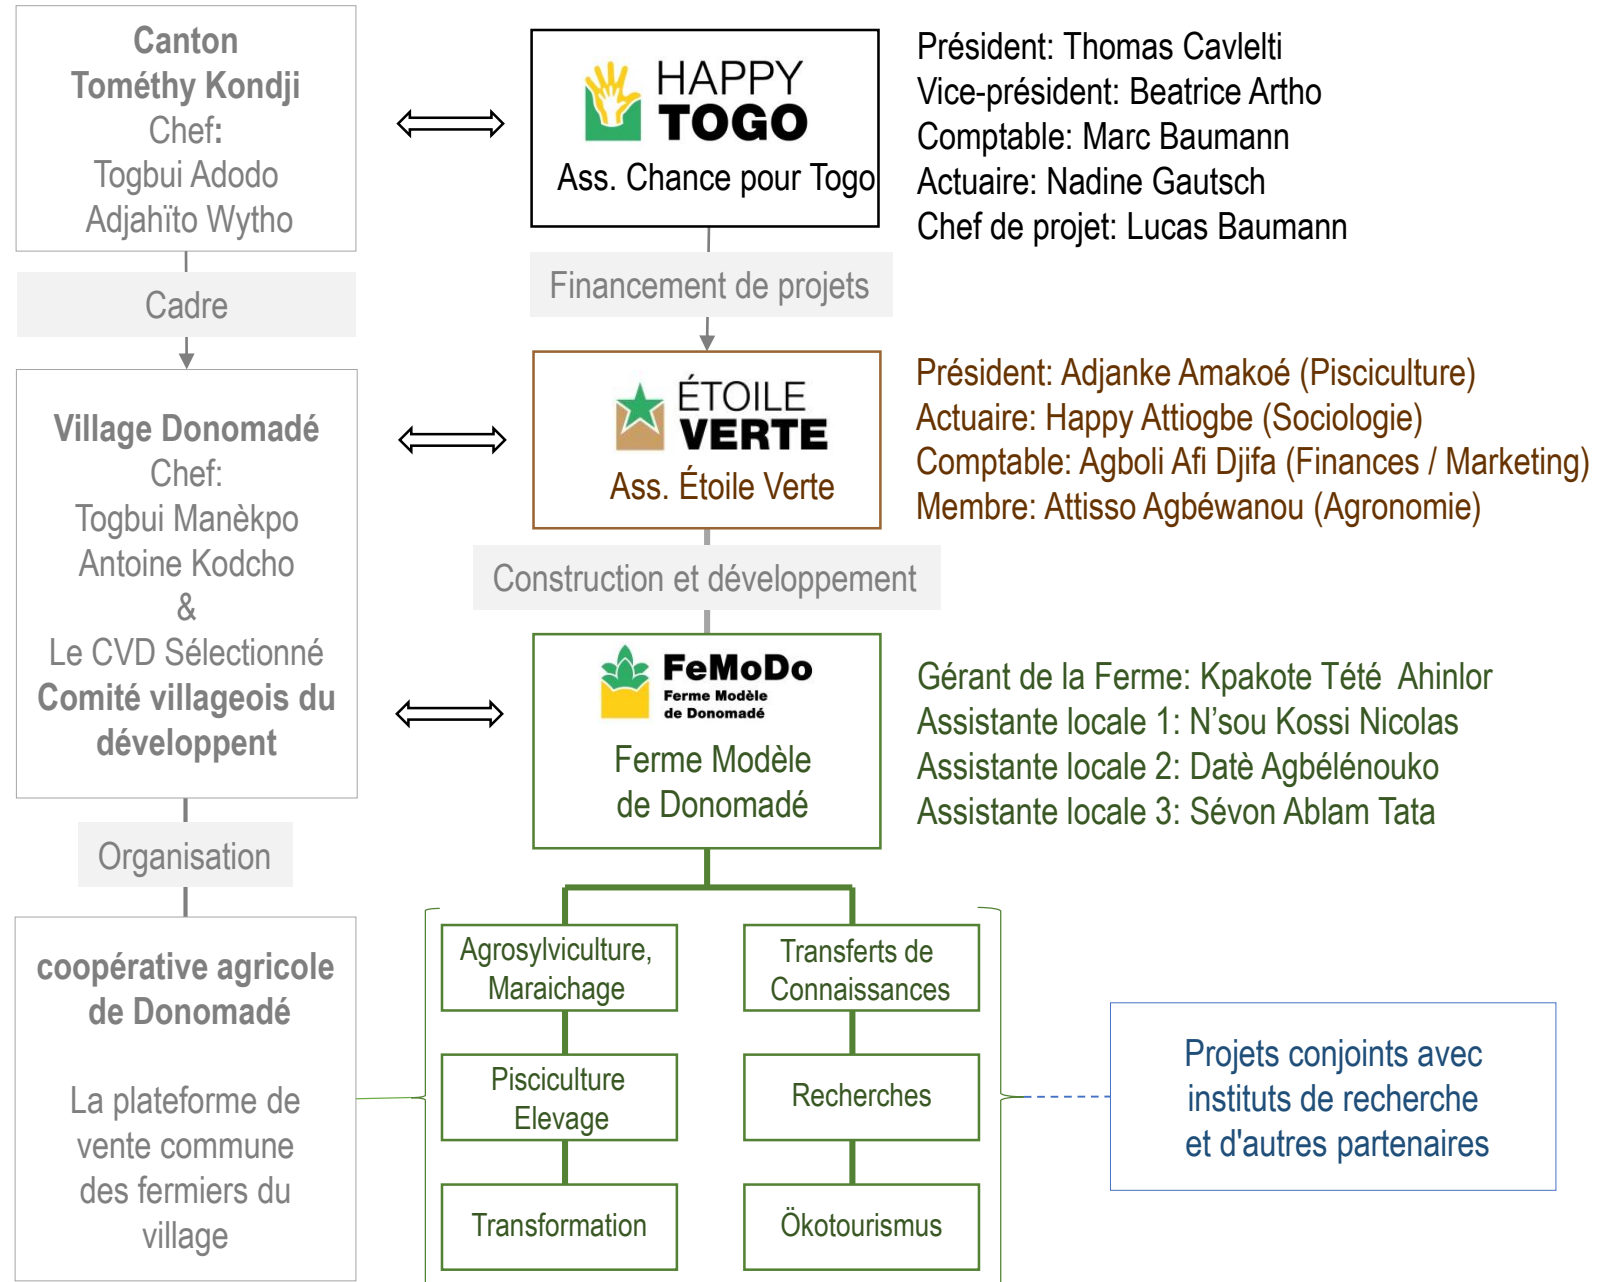 Canton
Tométhy Kondji
Chef:
Togbui Adodo
Adjahïto Wytho
HAPPY
TOGO
Ass. Chance pour Togo
Président: Thomas Cavlelti
Vice-président: Beatrice Artho
Comptable: Marc Baumann
Actuaire: Nadine Gautsch
Chef de projet: Lucas Baumann
Cadre
Financement de projets
Village Donomadé
Chef:
Togbui Manèkpo
Antoine Kodcho
&
Le CVD Sélectionné
Comité villageois du
développent
ÉTOILE
VERTE
Ass. Étoile Verte
Président: Adjanke Amakoé (Pisciculture)
Actuaire: Happy Attiogbe (Sociologie)
Comptable: Agboli Afi Djifa (Finances / Marketing)
Membre: Attisso Agbéwanou (Agronomie)
Construction et développement
FeMoDo
Ferme Modèle
de Donomadé
Ferme Modèle
de Donomadé
Gérant de la Ferme: Kpakote Tété Ahinlor
Assistante locale 1: N'sou Kossi Nicolas
Assistante locale 2: Datè Agbélénouko
Assistante locale 3: Sévon Ablam Tata
Organisation
coopérative agricole
de Donomadé
La plateforme de
vente commune
des fermiers du
village
Agrosylviculture,
Maraichage
Pisciculture
Elevage
Transformation
Transferts de
Connaissances
Recherches
Ökotourismus
Projets conjoints avec
instituts de recherche
et d'autres partenaires